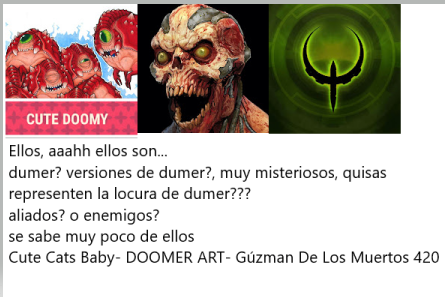 CUTE DOOMY
Ellos, aaahh ellos son...
dumer? versiones de dumer?, muy misteriosos, quisas
representen la locura de dumer???
aliados? o enemigos?
se sabe muy poco de ellos
Cute Cats Baby- DOOMER ART- Gúzman De Los Muertos 420